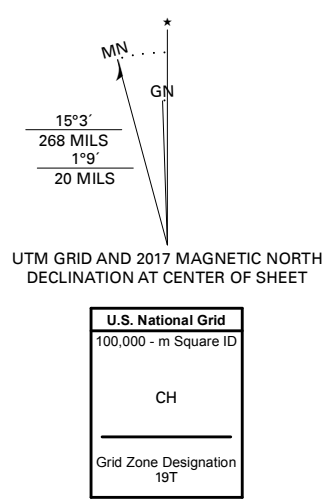 ★
MN
GN
15°3´
268 MILS
1°9´
20 MILS
UTM GRID AND 2017 MAGNETIC NORTH
DECLINATION AT CENTER OF SHEET
U.S. National Grid
100,000 - m Square ID
CH
Grid Zone Designation
19T